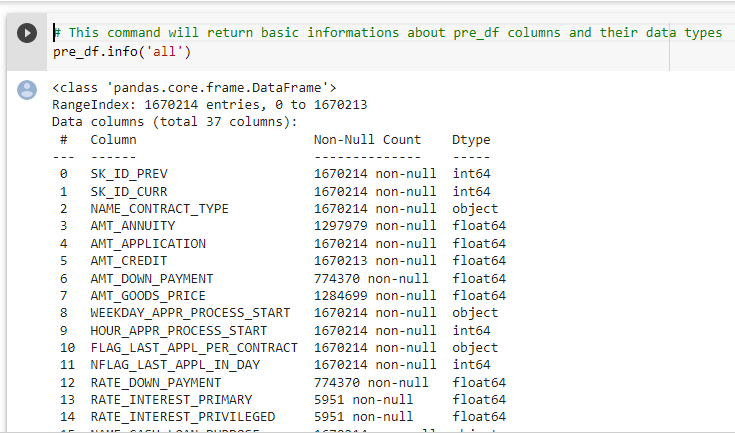 # This command will return basic informations about pre_df columns and their data types
pre_df.info('all')
<class 'pandas.core.frame.DataFrame'>
RangeIndex: 1670214 entries, 0 to 1670213
Data columns (total 37 columns):
 #   Column                       Non-Null Count    Dtype
---  ------                       --------------    -----
 0   SK_ID_PREV                   1670214 non-null  int64
 1   SK_ID_CURR                   1670214 non-null  int64
 2   NAME_CONTRACT_TYPE           1670214 non-null  object
 3   AMT_ANNUITY                  1297979 non-null  float64
 4   AMT_APPLICATION              1670214 non-null  float64
 5   AMT_CREDIT                   1670213 non-null  float64
 6   AMT_DOWN_PAYMENT             774370 non-null   float64
 7   AMT_GOODS_PRICE              1284699 non-null  float64
 8   WEEKDAY_APPR_PROCESS_START   1670214 non-null  object
 9   HOUR_APPR_PROCESS_START      1670214 non-null  int64
 10  FLAG_LAST_APPL_PER_CONTRACT  1670214 non-null  object
 11  NFLAG_LAST_APPL_IN_DAY       1670214 non-null  int64
 12  RATE_DOWN_PAYMENT            774370 non-null   float64
 13  RATE_INTEREST_PRIMARY        5951 non-null     float64
 14  RATE_INTEREST_PRIVILEGED     5951 non-null     float64